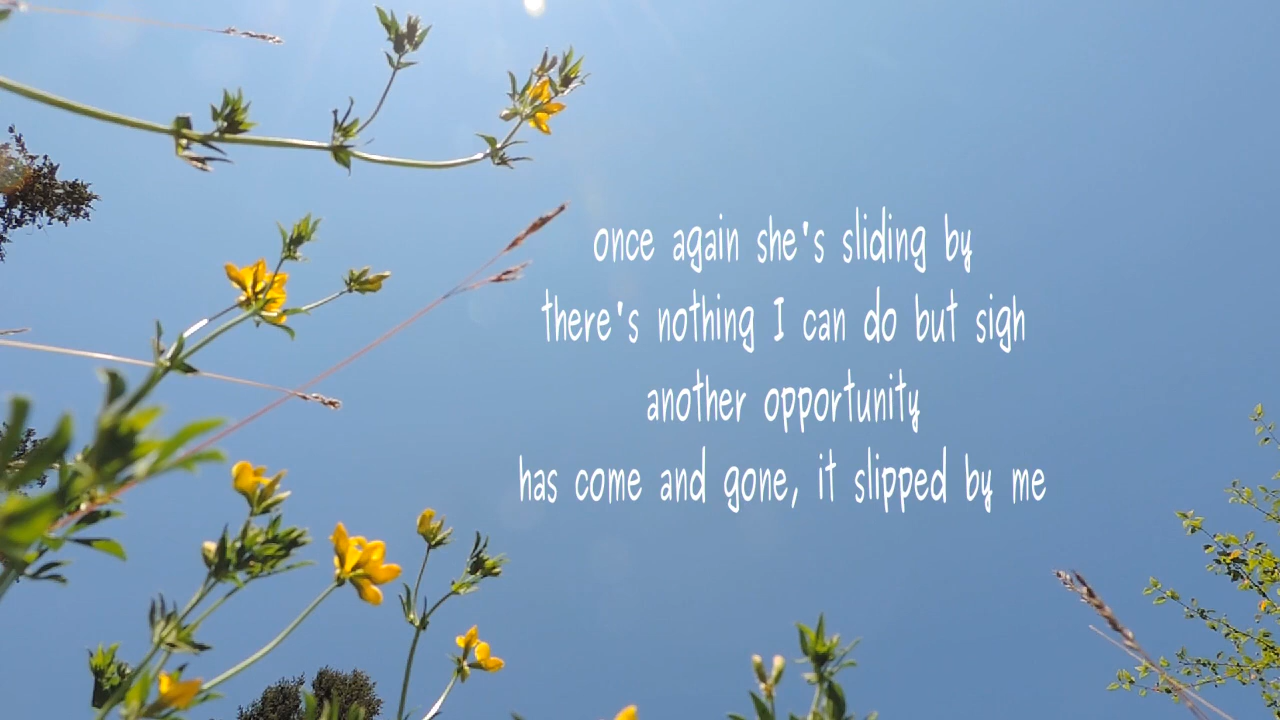 once again she's sliding by
there's nothing I can do but sigh
another opportunity
has come and gone, it slipped by me